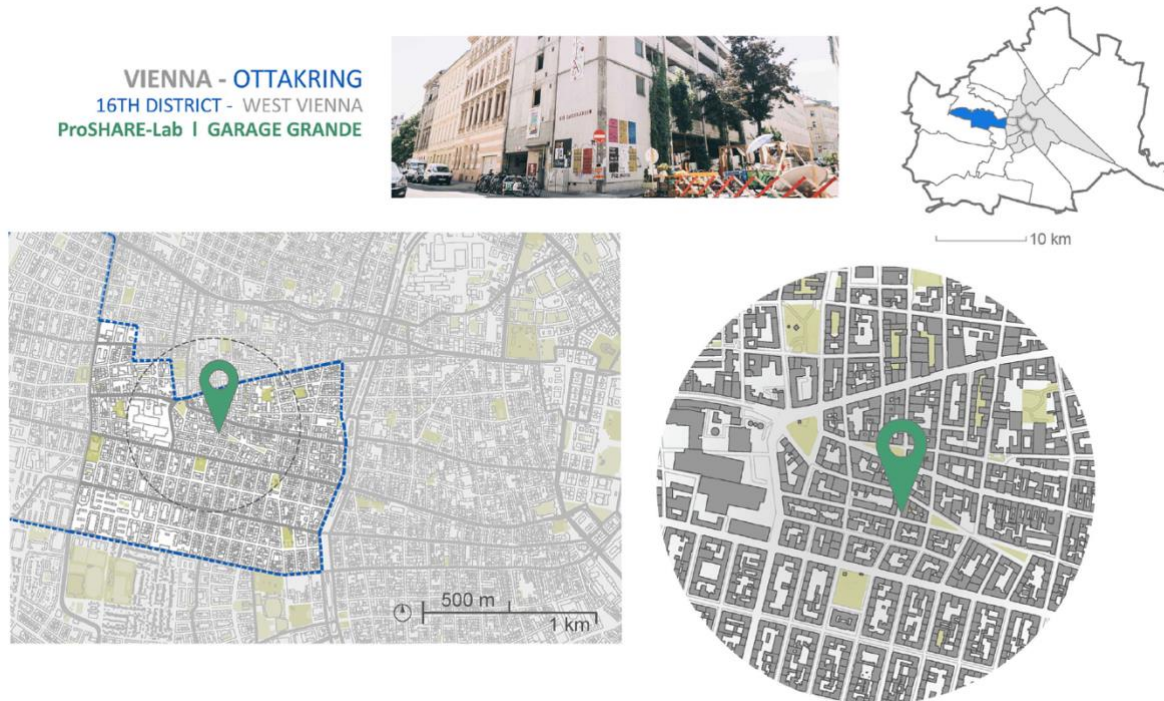 VIENNA - OTTAKRING
16TH DISTRICT - WEST VIENNA
ProSHARE-Lab I GARAGE GRANDE
10 km
500 m
1 km